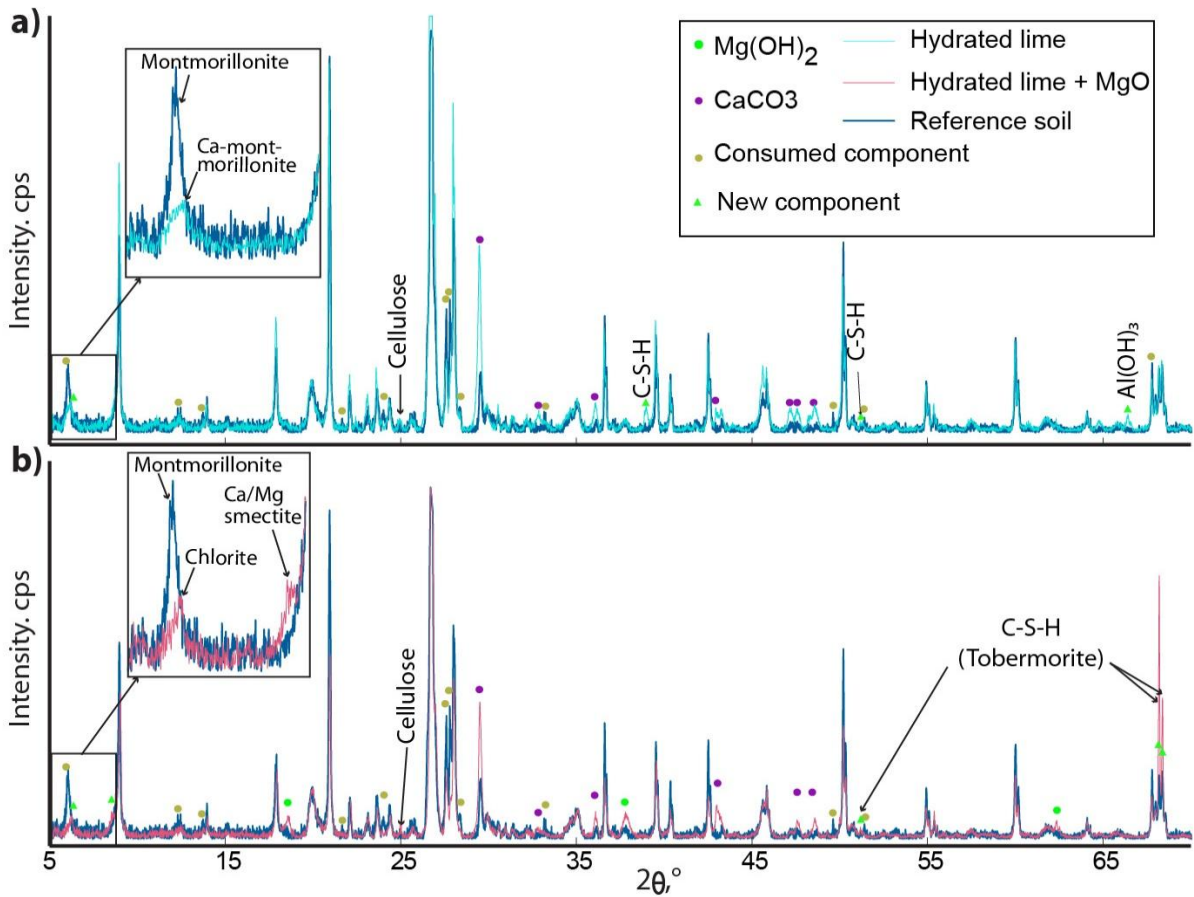 a)
Intensity. cps
Montmorillonite
Ca-mont-
morillonite
Cellulose
C-S-H
C-S-H
Al(OH)3
Mg(OH)2
CaCO3
Consumed component
New component
Hydrated lime
Hydrated lime + MgO
Reference soil
b)
Intensity. cps
Montmorillonite
Ca/Mg
smectite
Chlorite
Cellulose
C-S-H
(Tobermorite)
5 15 25 35 45 55 65
2θ,°